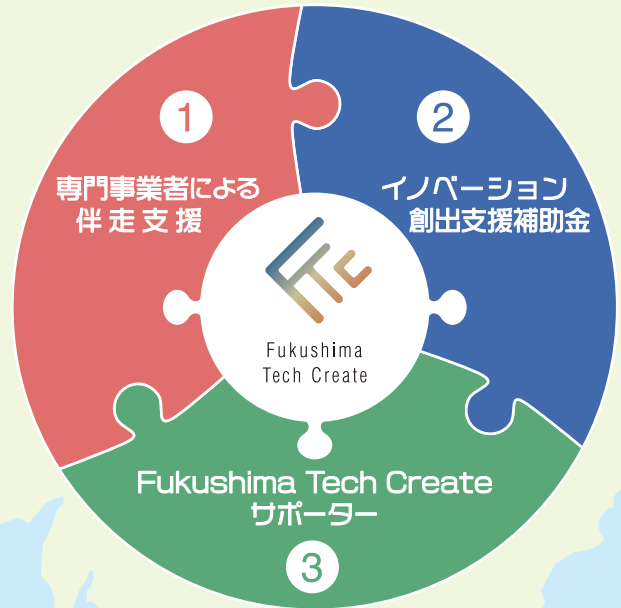 1
専門事業者による
伴走支援
2
イノベーション
創出支援補助金
FTC
Fukushima
Tech Create
Fukushima Tech Create
サポーター
3